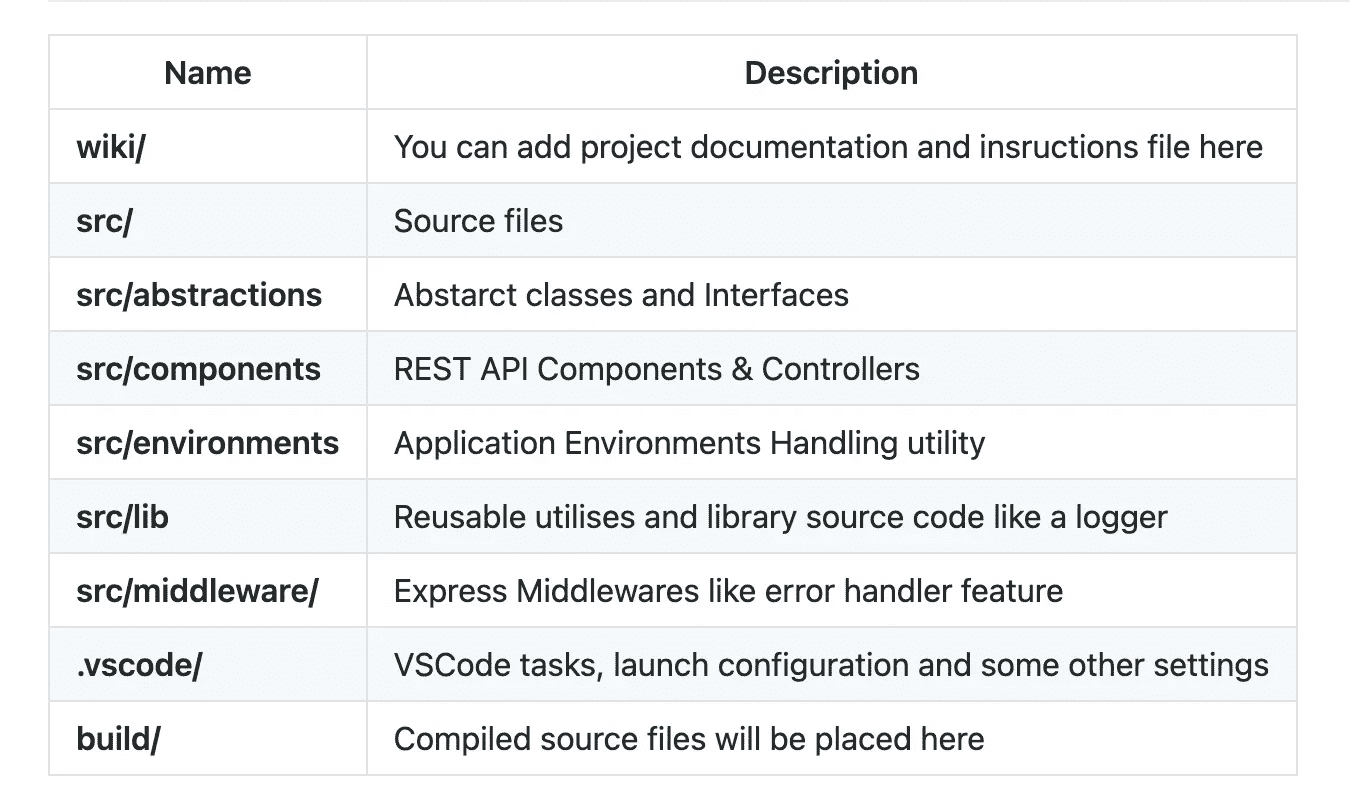 Name Description
wiki/ You can add project documentation and insructions file here
src/ Source files
src/abstractions Abstarct classes and Interfaces
src/components REST API Components & Controllers
src/environments Application Environments Handling utility
src/lib Reusable utilises and library source code like a logger
src/middleware/ Express Middlewares like error handler feature
.vscode/ VSCode tasks, launch configuration and some other settings
build/ Compiled source files will be placed here